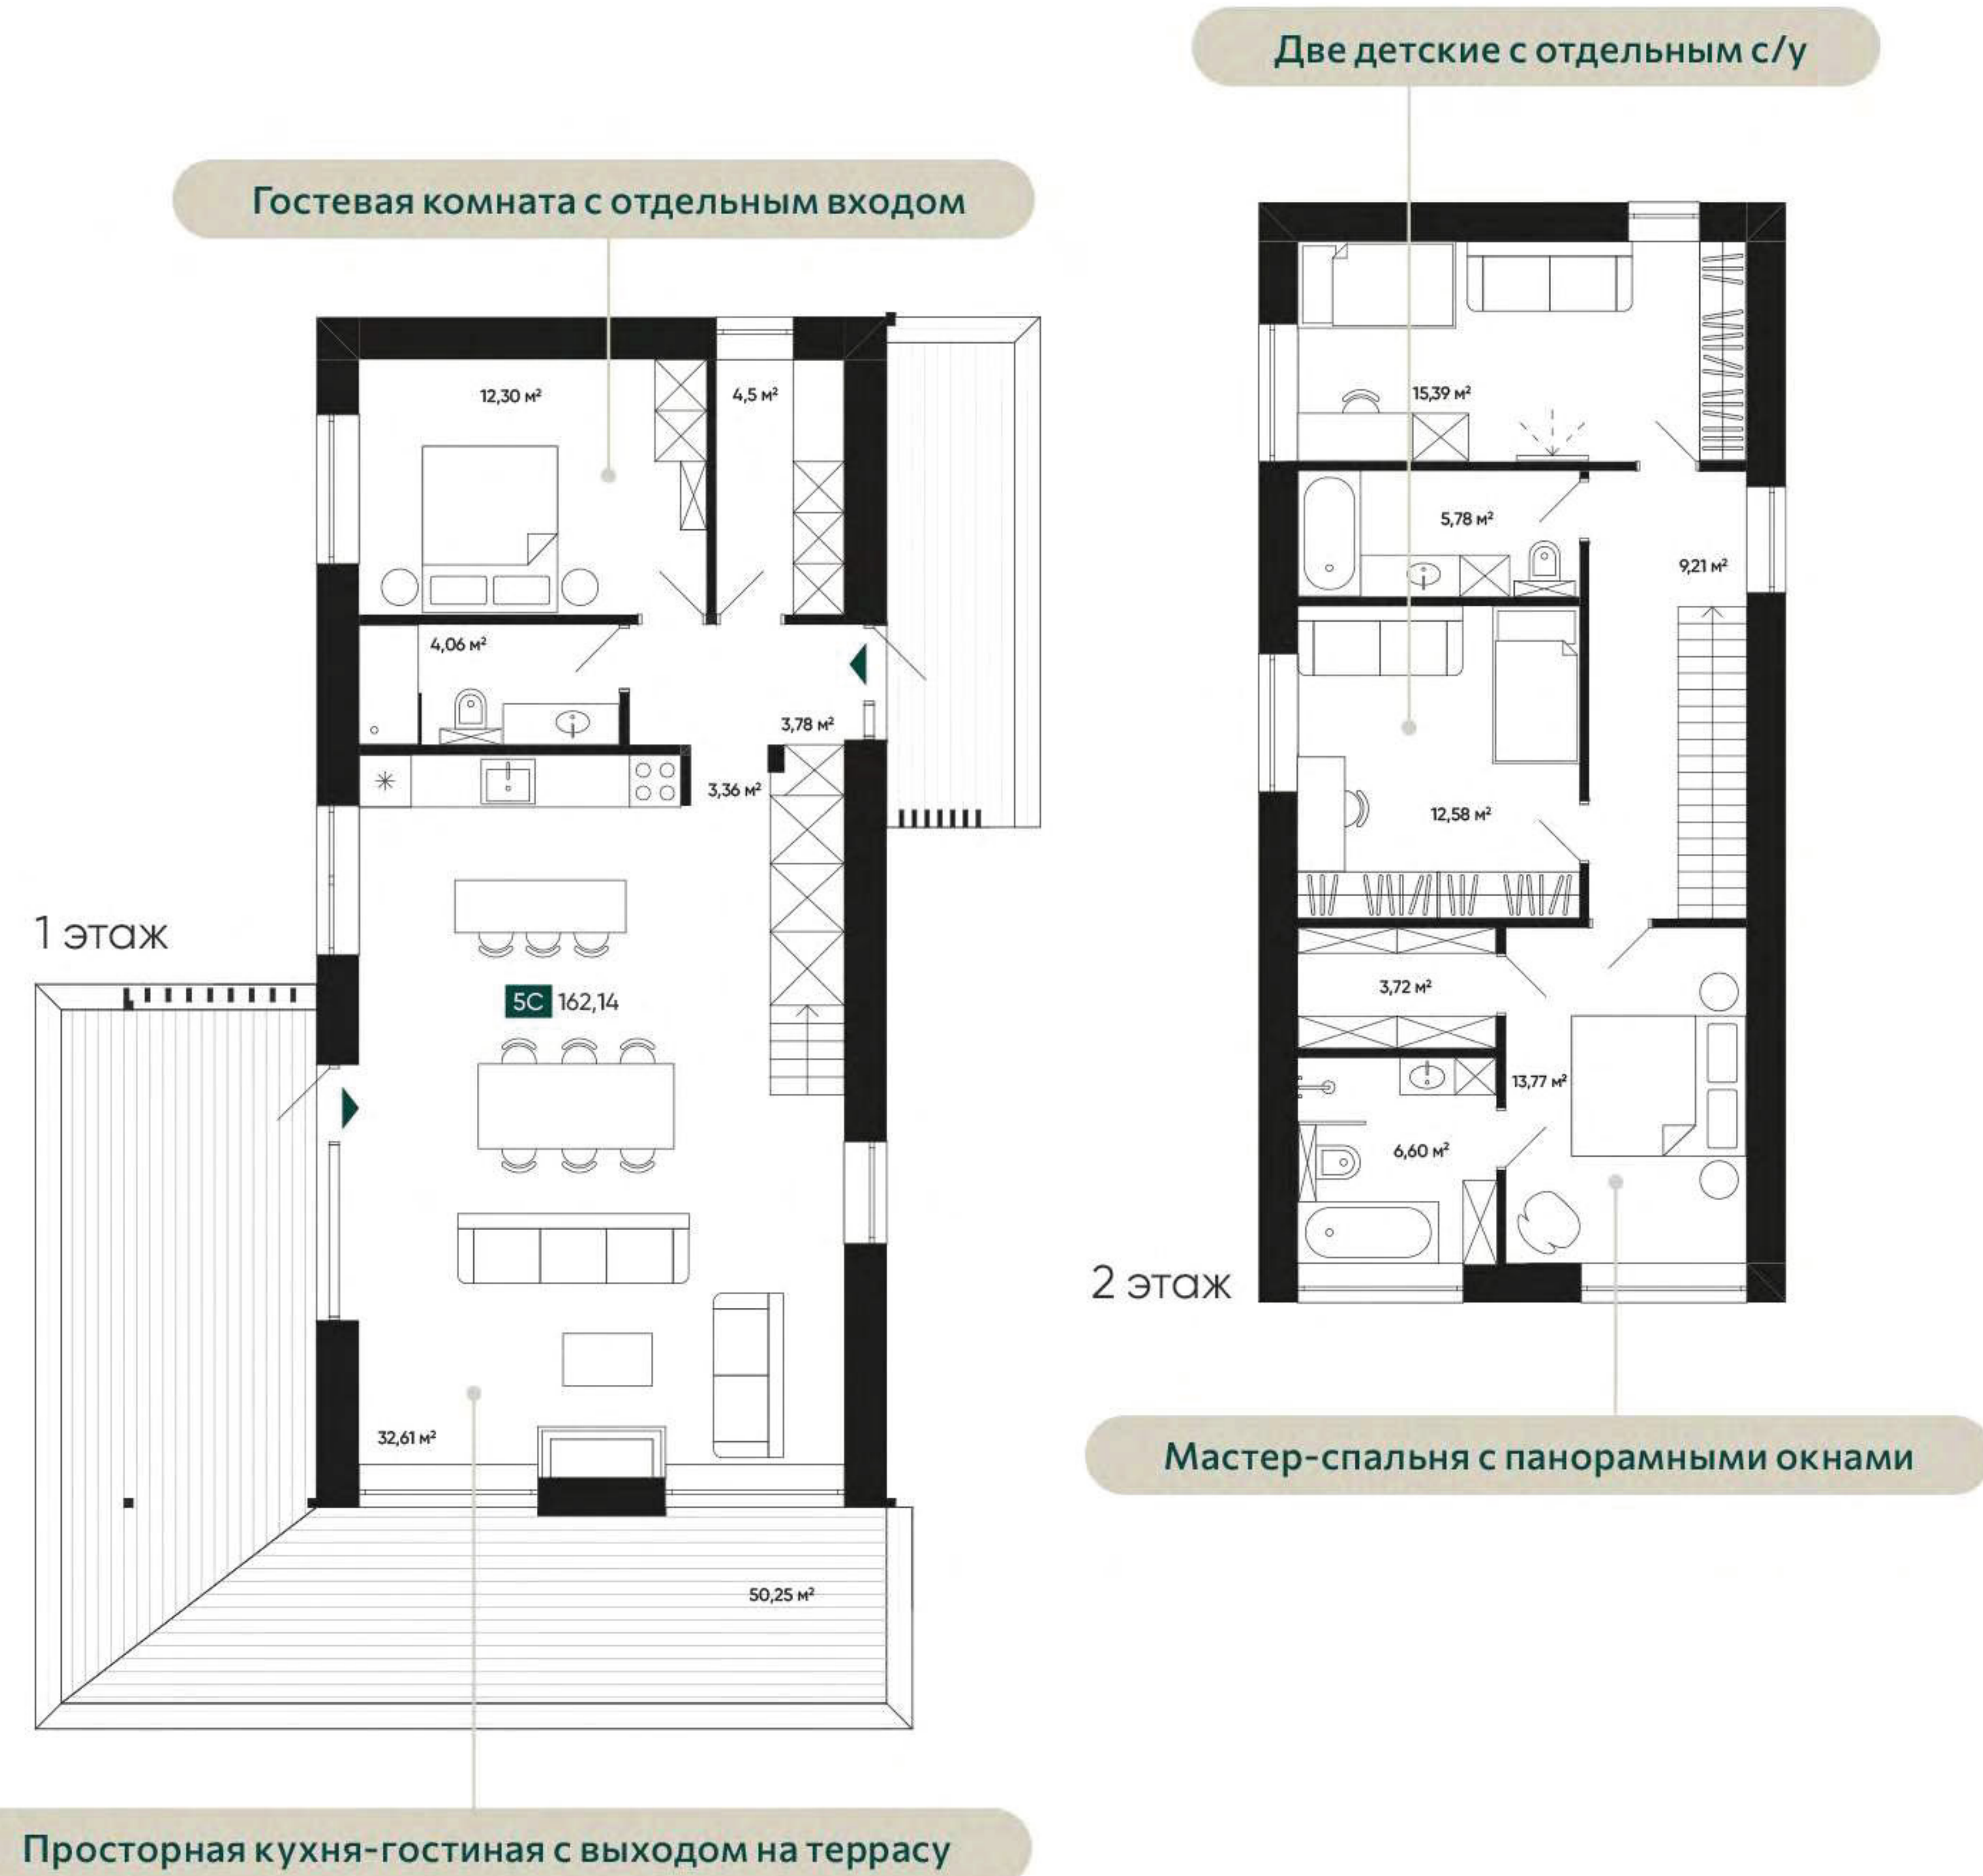 Две детские с отдельным с/у
Гостевая комната с отдельным входом
12,30 м²
4,5 м²
4,06 м²
3,78 м²
3,36 м²
1 этаж
5С 162,14
32,61 м²
50,25 м²
Просторная кухня-гостиная с выходом на террасу
15,39 м²
5,78 м²
9,21 м²
12,58 м²
3,72 м²
13,77 м²
6,60 м²
2 этаж
Мастер-спальня с панорамными окнами